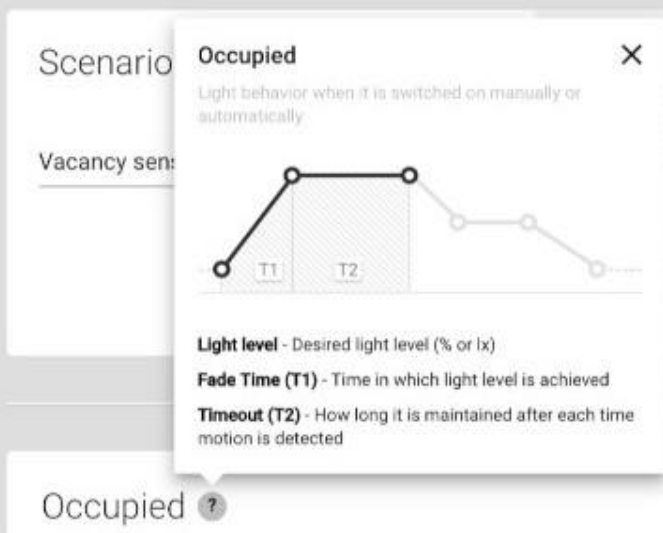 Scenario
Vacancy
Occupied
Light behavior when it is switched on manually or
automatically
T1
T2
Light level - Desired light level (% or lx)
Fade Time (T1) - Time in which light level is achieved
Timeout (T2) - How long it is maintained after each time
motion is detected
Occupied ?